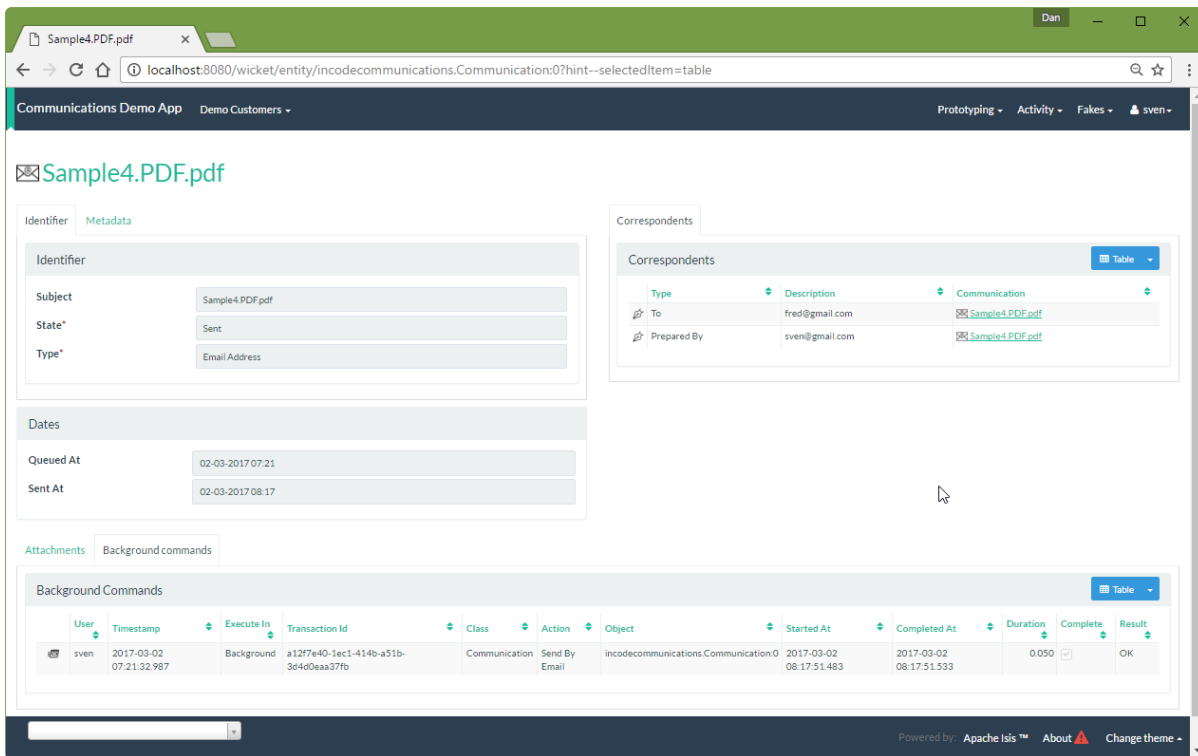 Dan
Sample4.PDF.pdf
localhost:8080/wicket/entity/incodecommunications.Communication:0?hint--selectedItem=table
Communications Demo App Demo Customers Prototyping Activity Fakes sven
Sample4.PDF.pdf
Identifier Metadata
Identifier
Subject Sample4.PDF.pdf
State* Sent
Type* Email Address
Correspondents
Correspondents Table
Type Description Communication
To fred@gmail.com Sample4.PDF.pdf
Prepared By sven@gmail.com Sample4.PDF.pdf
Dates
Queued At 02-03-2017 07:21
Sent At 02-03-2017 08:17
Attachments Background commands
Background Commands Table
User Timestamp Execute In Transaction Id Class Action Object Started At Completed At Duration Complete Result
sven 2017-03-02 Background a12f7e40-1ec1-414b-a51b- Communication Send By incodecommunications.Communication:0 2017-03-02 2017-03-02 0.050 OK
07:21:32.987 3d4d0eaa37fb Email 08:17:51.483 08:17:51.533
Powered by: Apache Isis ™ About Change theme